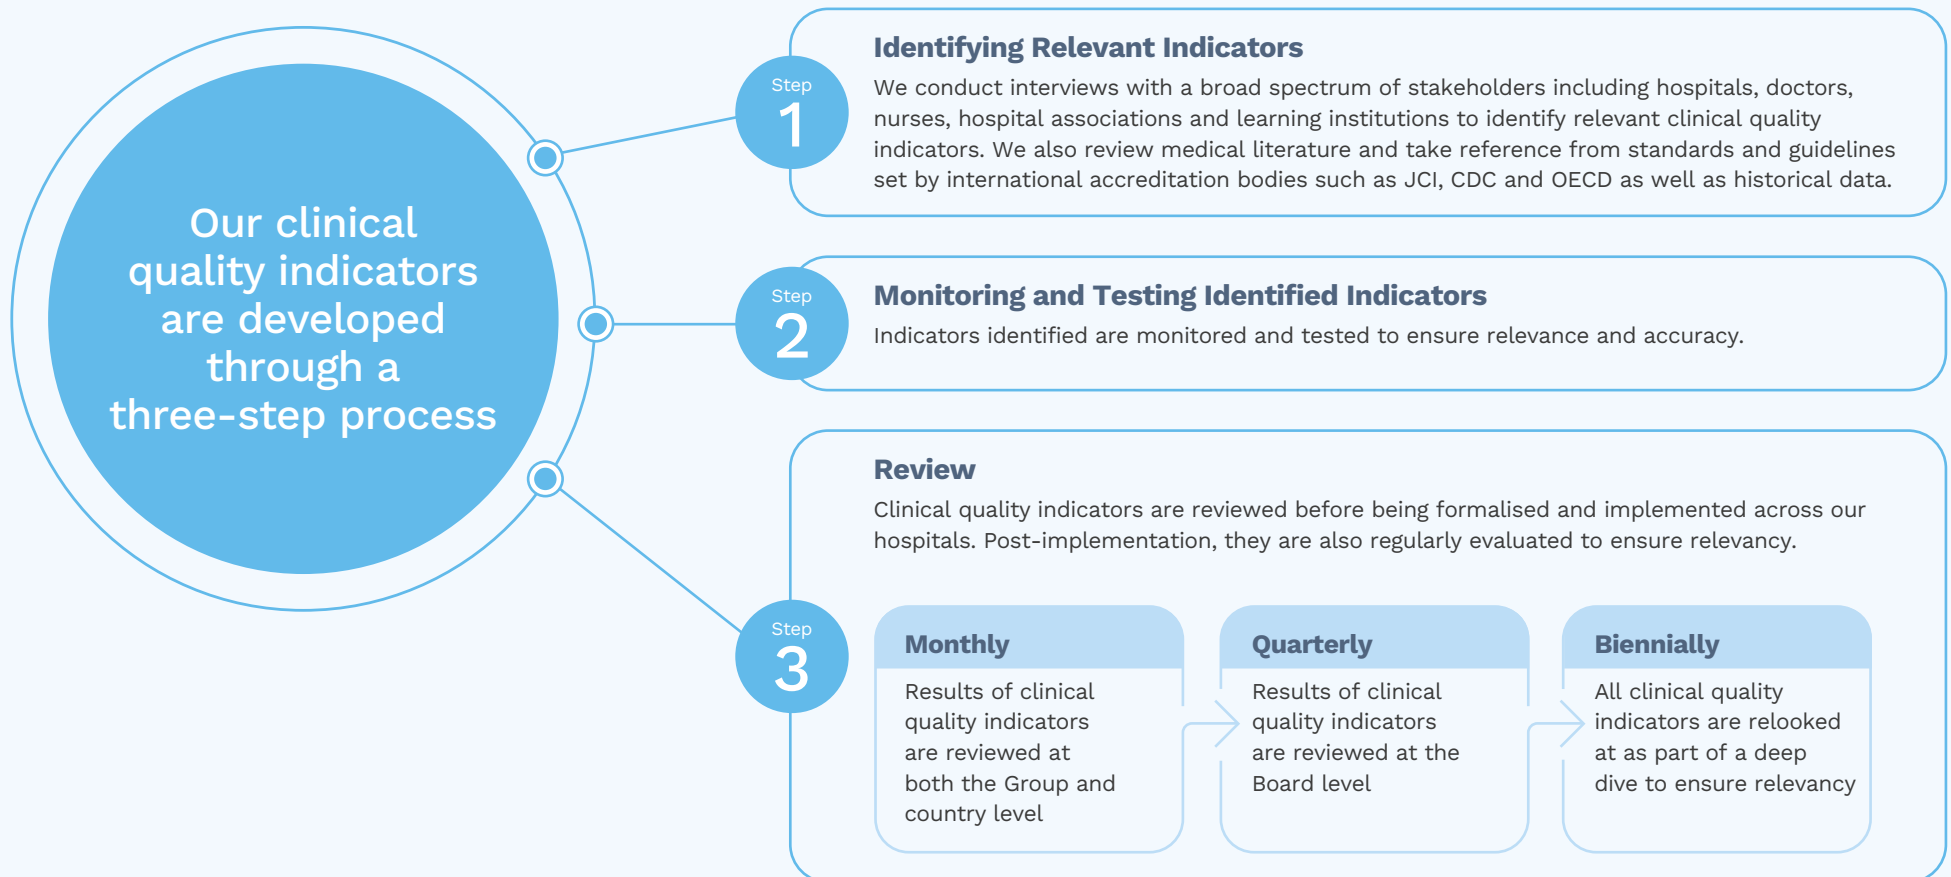 Our clinical
quality indicators
are developed
through a
three-step process
Step
1
Identifying Relevant Indicators
We conduct interviews with a broad spectrum of stakeholders including hospitals, doctors,
nurses, hospital associations and learning institutions to identify relevant clinical quality
indicators. We also review medical literature and take reference from standards and guidelines
set by international accreditation bodies such as JCI, CDC and OECD as well as historical data.
Step
2
Monitoring and Testing Identified Indicators
Indicators identified are monitored and tested to ensure relevance and accuracy.
Step
3
Review
Clinical quality indicators are reviewed before being formalised and implemented across our
hospitals. Post-implementation, they are also regularly evaluated to ensure relevancy.
Monthly
Results of clinical
quality indicators
are reviewed at
both the Group and
country level
Quarterly
Results of clinical
quality indicators
are reviewed at the
Board level
Biennially
All clinical quality
indicators are relooked
at as part of a deep
dive to ensure relevancy